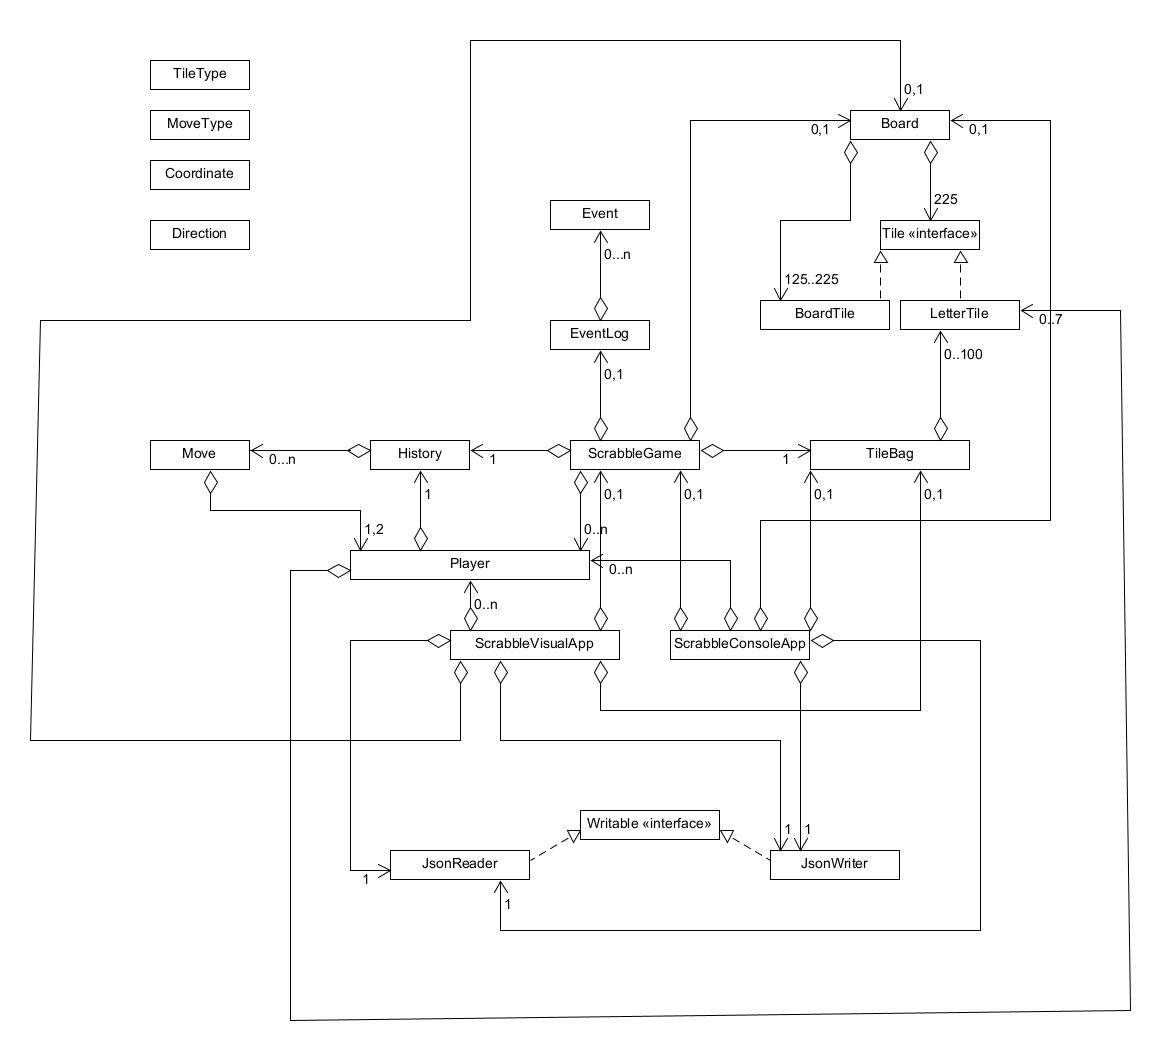 TileType
0,1
MoveType
Board
0,1
0,1
Coordinate
225
Event
Direction
Tile «interface»
0...n
125..225
BoardTile
LetterTile
0..7
EventLog
0..100
0,1
Move
History
ScrabbleGame
TileBag
0...n
1
1
1
0,1
0,1
0,1
0,1
1,2
0..n
Player
0..n
0..n
ScrabbleVisualApp
ScrabbleConsoleApp
Writable «interface»
1
1
JsonReader
JsonWriter
1
1